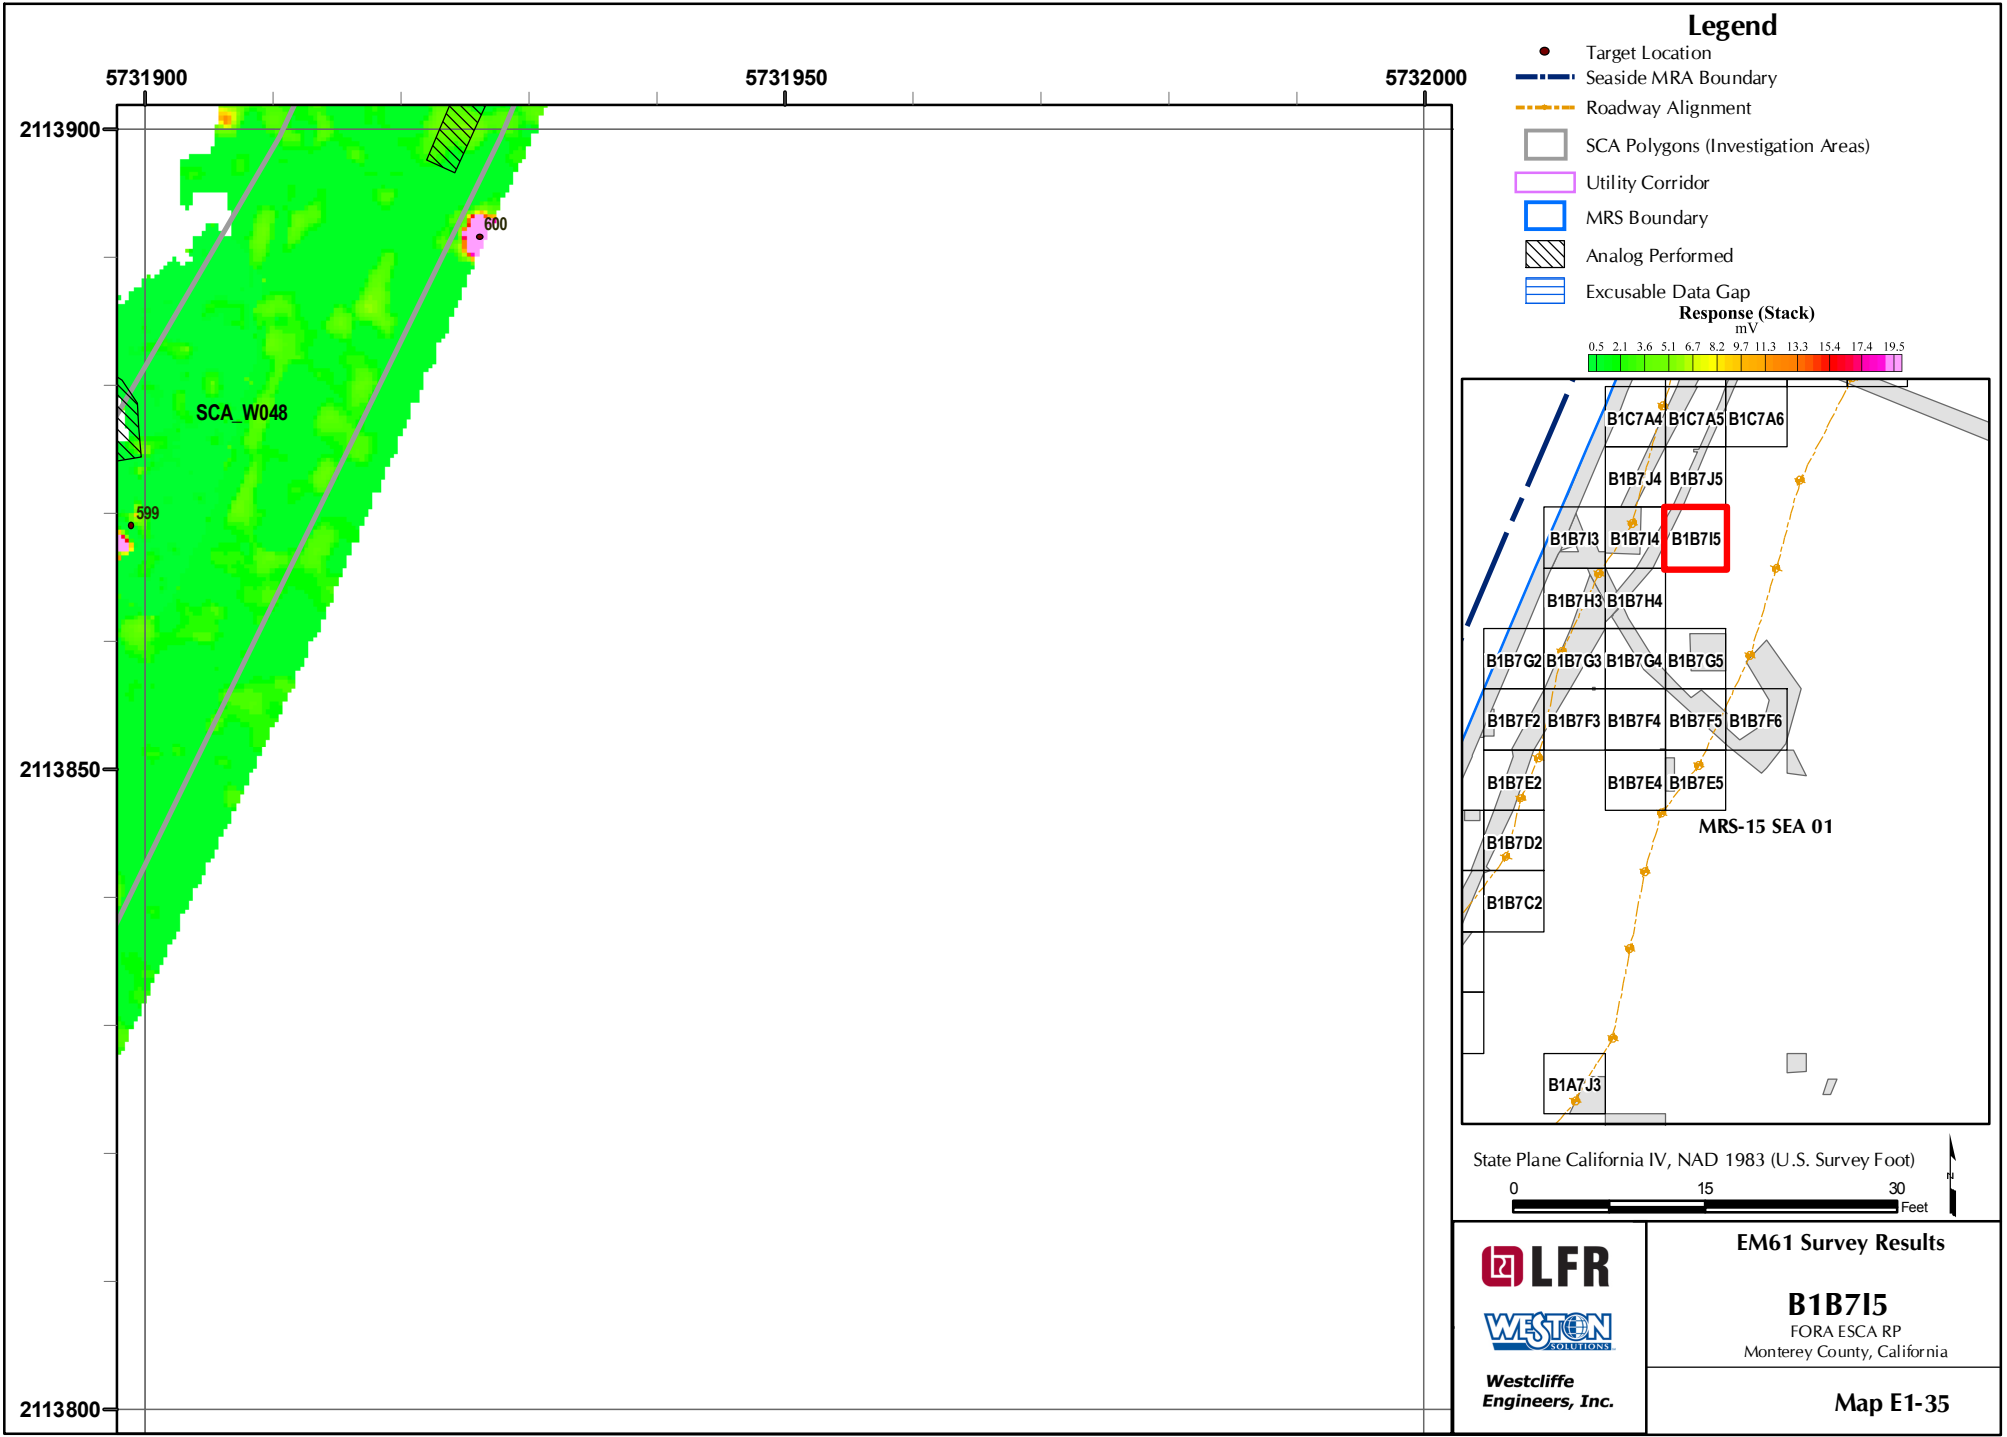 Legend
Target Location
Seaside MRA Boundary
Roadway Alignment
SCA Polygons (Investigation Areas)
Utility Corridor
MRS Boundary
Analog Performed
Excusable Data Gap
Response (Stack)
mV
0.5 2.1 3.6 5.1 6.7 8.2 9.7 11.3 13.3 15.4 17.4 19.5
5731900 5731950 5732000
2113900
2113850
2113800
600
SCA_W048
599
B1C7A4 B1C7A5 B1C7A6
B1B7J4 B1B7J5
B1B7I3 B1B7I4 B1B7I5
B1B7H3 B1B7H4
B1B7G2 B1B7G3 B1B7G4 B1B7G5
B1B7F2 B1B7F3 B1B7F4 B1B7F5 B1B7F6
B1B7E2 B1B7E4 B1B7E5
MRS-15 SEA 01
B1B7D2
B1B7C2
B1A7J3
State Plane California IV, NAD 1983 (U.S. Survey Foot)
0 15 30
Feet
N
LFR
WESTON
SOLUTIONS
Westcliffe
Engineers, Inc.
EM61 Survey Results
B1B7I5
FORA ESCA RP
Monterey County, California
Map E1-35